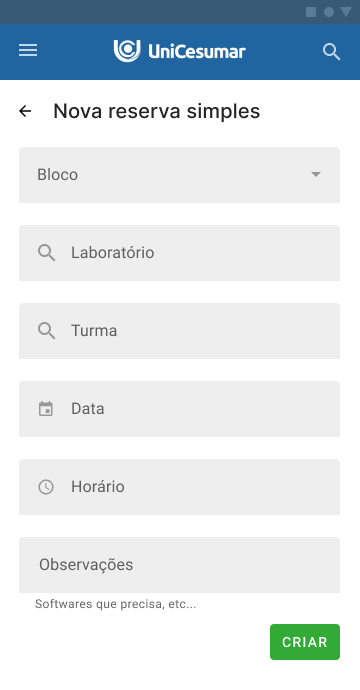 UniCesumar
Nova reserva simples
Bloco
Laboratório
Turma
Data
Horário
Observações
Softwares que precisa, etc...
CRIAR